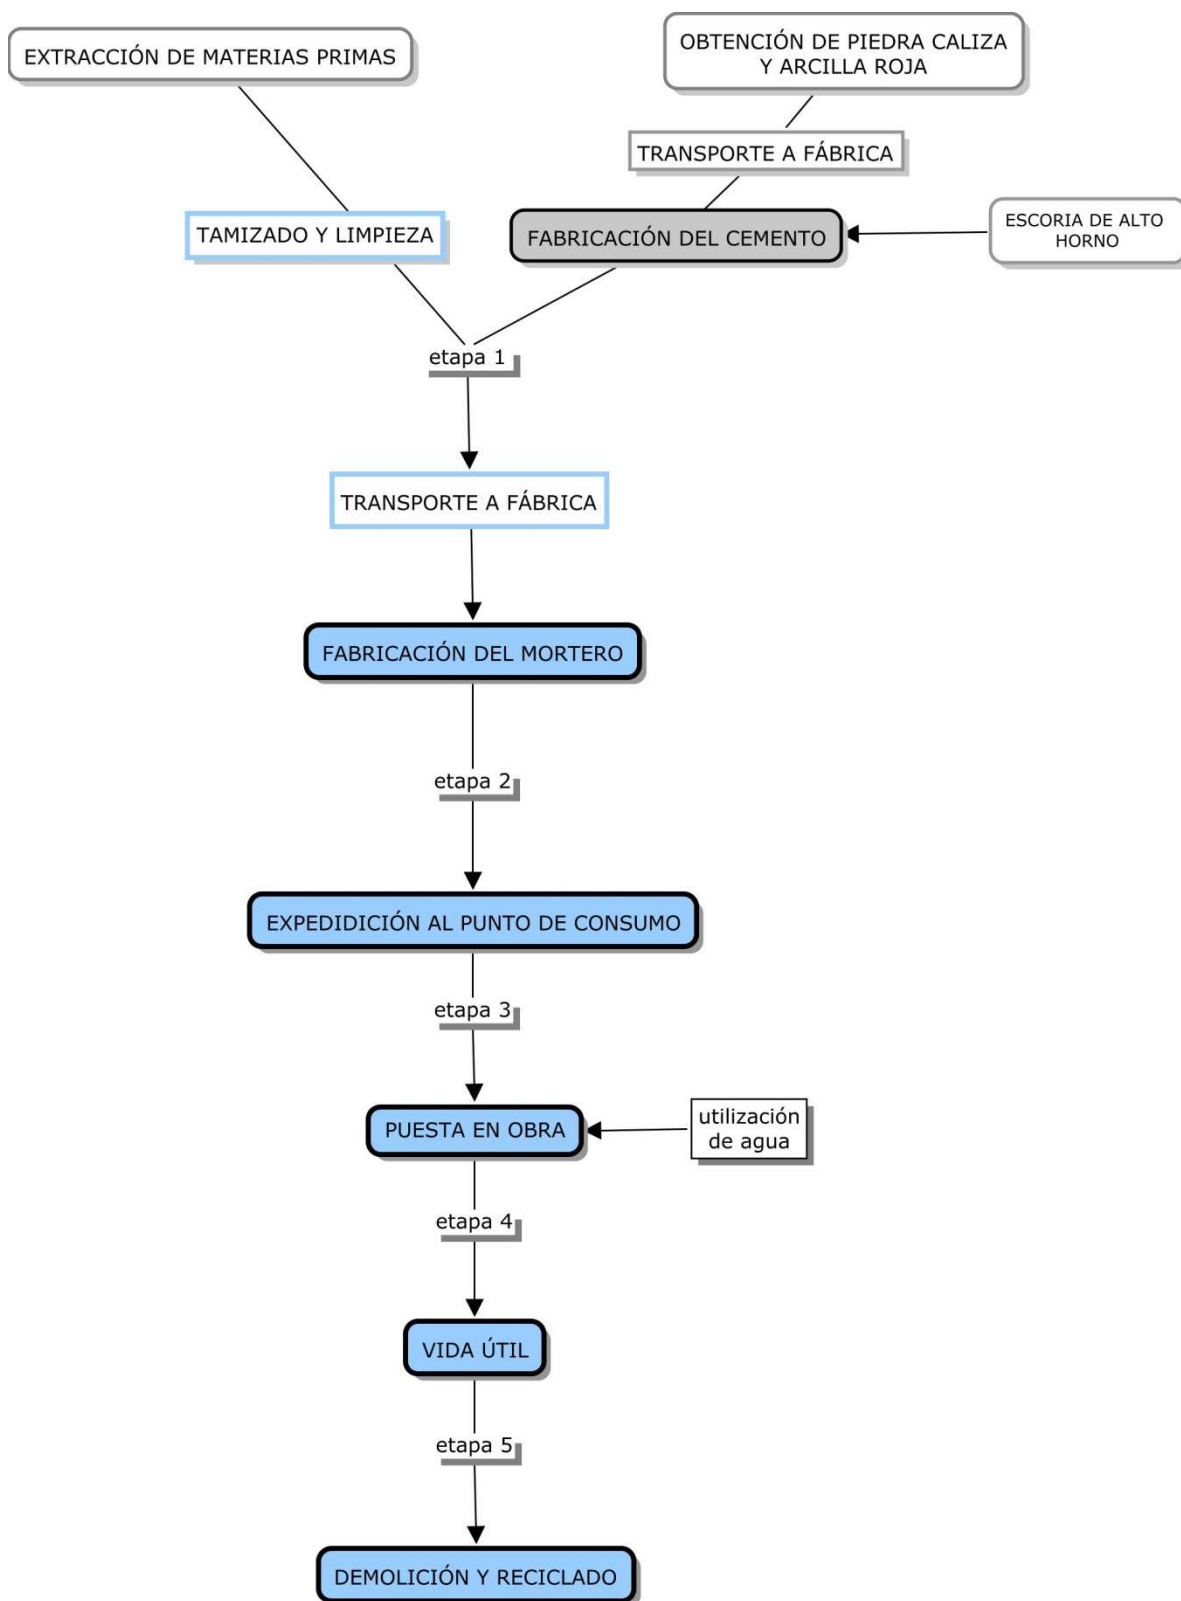 EXTRACCIÓN DE MATERIAS PRIMAS
OBTENCIÓN DE PIEDRA CALIZA
Y ARCILLA ROJA
TRANSPORTE A FÁBRICA
TAMIZADO Y LIMPIEZA
FABRICACIÓN DEL CEMENTO
ESCORIA DE ALTO
HORNO
etapa 1
TRANSPORTE A FÁBRICA
FABRICACIÓN DEL MORTERO
etapa 2
EXPEDIDICIÓN AL PUNTO DE CONSUMO
etapa 3
PUESTA EN OBRA
utilización
de agua
etapa 4
VIDA ÚTIL
etapa 5
DEMOLICIÓN Y RECICLADO